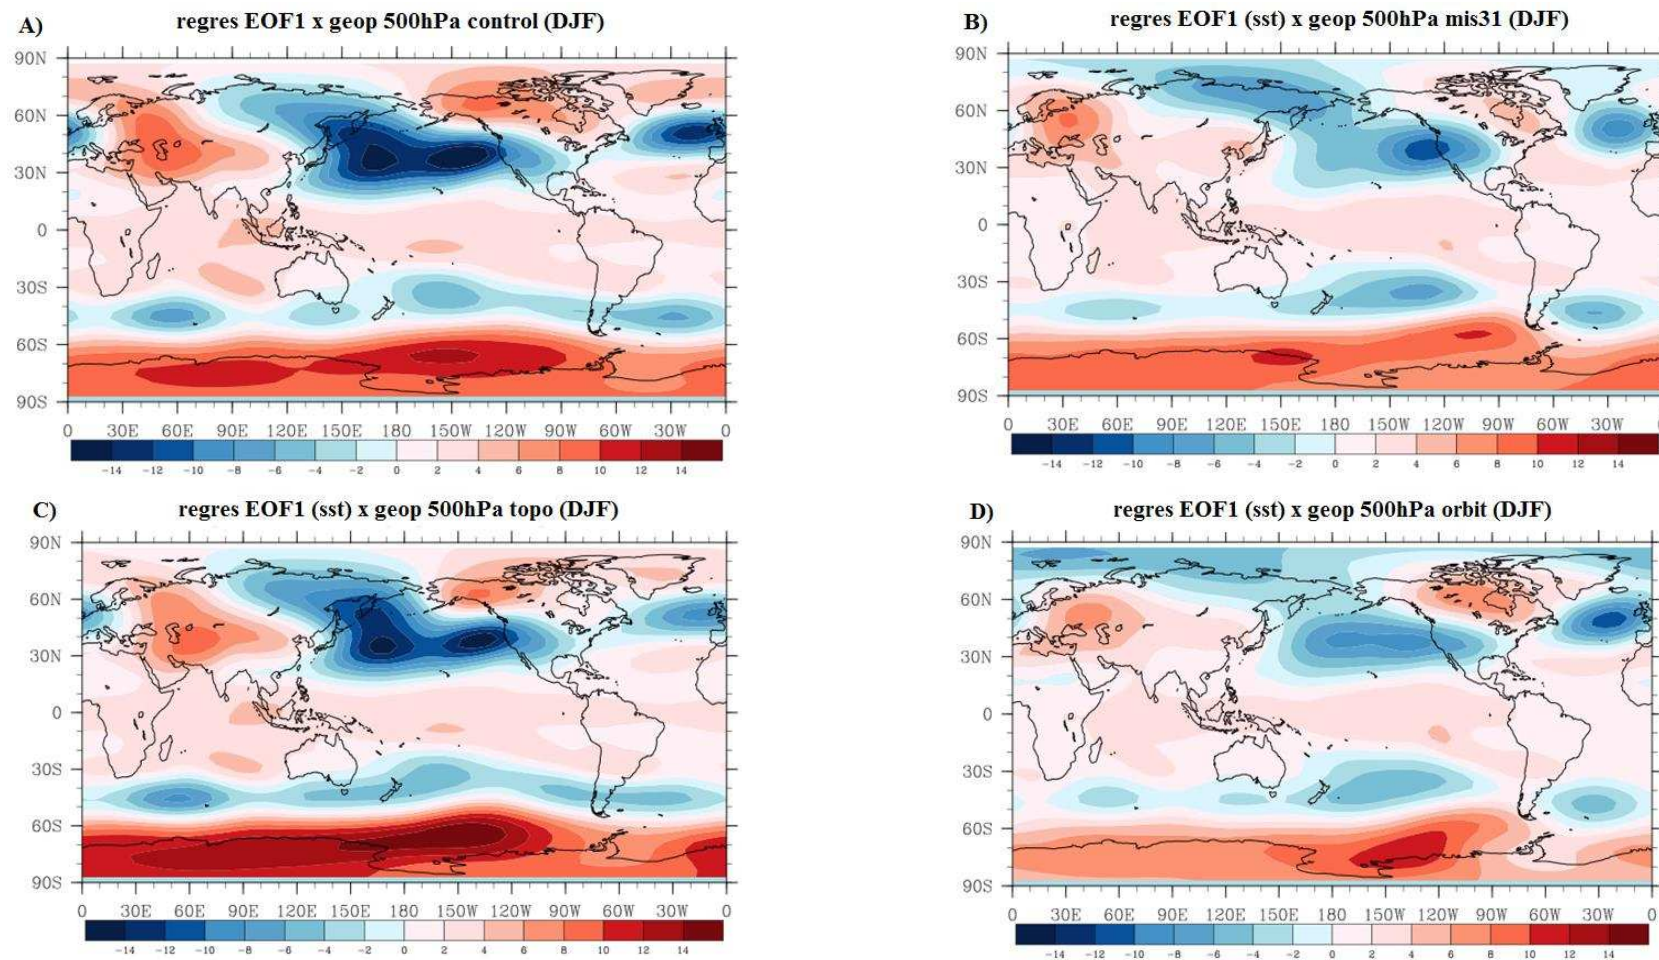 A) regres EOF1 x geop 500hPa control (DJF)
90N
60N
30N
0
30S
60S
90S
0 30E 60E 90E 120E 150E 180 150W 120W 90W 60W 30W 0
-14 -12 -10 -8 -6 -4 -2 0 2 4 6 8 10 12 14
B) regres EOF1 (sst) x geop 500hPa mis31 (DJF)
90N
60N
30N
0
30S
60S
90S
0 30E 60E 90E 120E 150E 180 150W 120W 90W 60W 30W
-14 -12 -10 -8 -6 -4 -2 0 2 4 6 8 10 12 14
C) regres EOF1 (sst) x geop 500hPa topo (DJF)
90N
60N
30N
0
30S
60S
90S
0 30E 60E 90E 120E 150E 180 150W 120W 90W 60W 30W 0
-14 -12 -10 -8 -6 -4 -2 0 2 4 6 8 10 12 14
D) regres EOF1 (sst) x geop 500hPa orbit (DJF)
90N
60N
30N
0
30S
60S
90S
0 30E 60E 90E 120E 150E 180 150W 120W 90W 60W 30W 0
-14 -12 -10 -8 -6 -4 -2 0 2 4 6 8 10 12 14